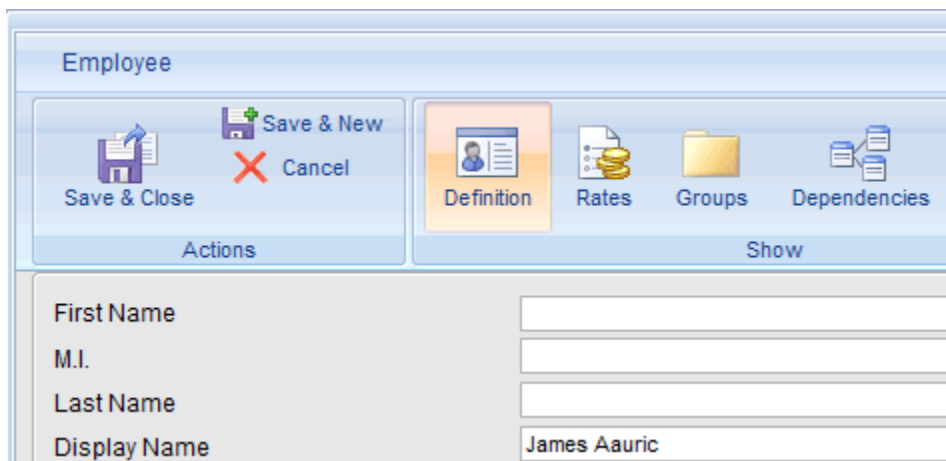 Employee
Save & New
Cancel
Save & Close
Definition
Rates
Groups
Dependencies
Actions
Show
First Name
M.I.
Last Name
Display Name
James Aauric